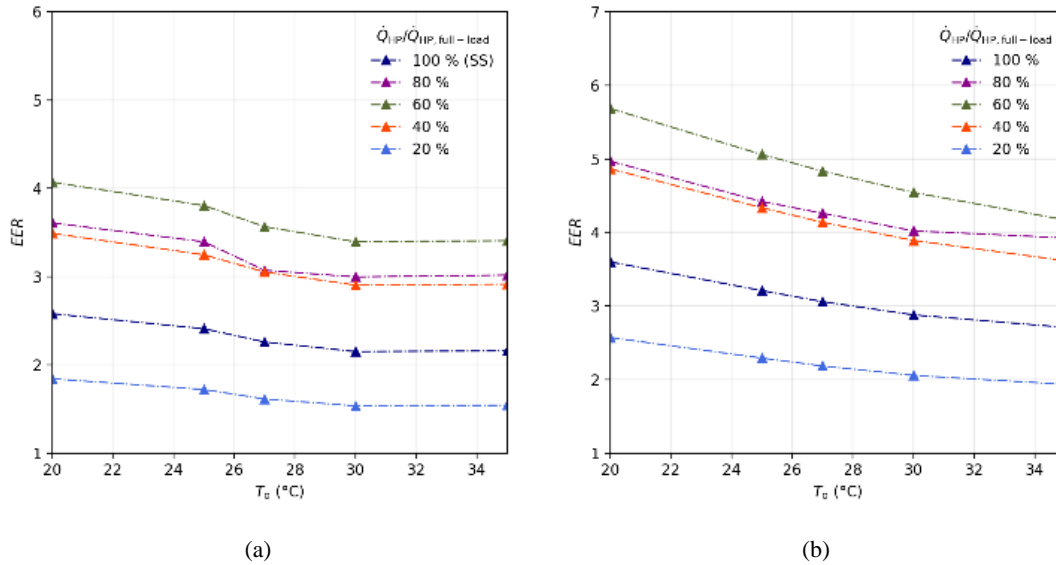 6
5
4
3
2
1
EER
20 22 24 26 28 30 32 34
T₀ (°C)
Q̇HP/Q̇HP, full−load
100 % (SS)
80 %
60 %
40 %
20 %
(a)
7
6
5
4
3
2
1
EER
20 22 24 26 28 30 32 34
T₀ (°C)
Q̇HP/Q̇HP, full−load
100 %
80 %
60 %
40 %
20 %
(b)